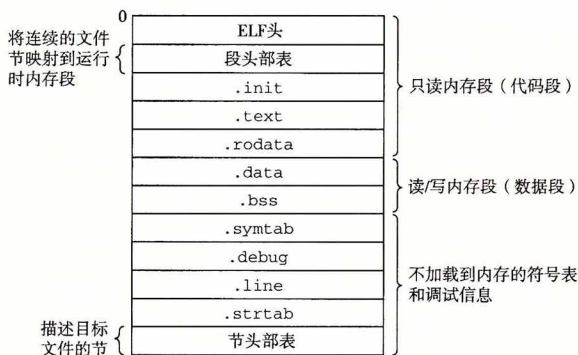 0
ELF头
将连续的文件
节映射到运行
时内存段
段头部表
.init
.text
.rodata
只读内存段（代码段）
.data
.bss
读/写内存段（数据段）
.symtab
.debug
.line
.strtab
不加载到内存的符号表
和调试信息
描述目标
文件的节
节头部表